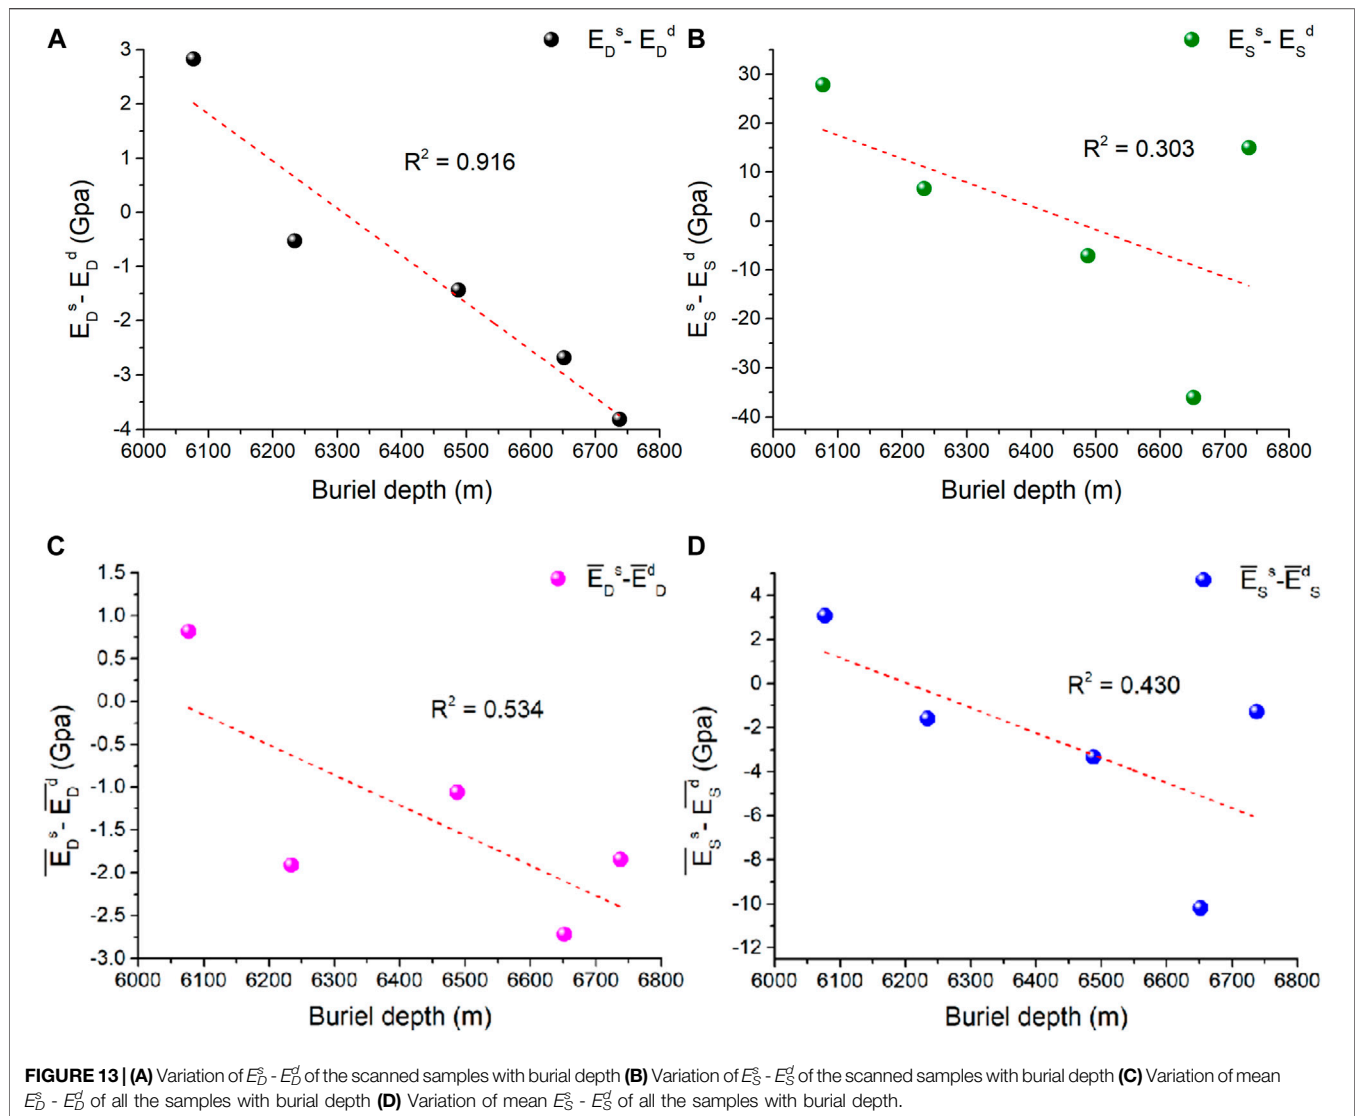 A
E_D^s - E_D^d
3
2
1
0
-1
-2
-3
-4
E_D^s - E_D^d (Gpa)
R² = 0.916
6000 6100 6200 6300 6400 6500 6600 6700 6800
Buriel depth (m)
B
E_S^s - E_S^d
30
20
10
0
-10
-20
-30
-40
E_S^s - E_S^d (Gpa)
R² = 0.303
6000 6100 6200 6300 6400 6500 6600 6700 6800
Buriel depth (m)
C
E̅_D^s-E̅_D^d
1.5
1.0
0.5
0.0
-0.5
-1.0
-1.5
-2.0
-2.5
-3.0
E̅_D^s - E̅_D^d (Gpa)
R² = 0.534
6000 6100 6200 6300 6400 6500 6600 6700 6800
Buriel depth (m)
D
E̅_S^s-E̅_S^d
4
2
0
-2
-4
-6
-8
-10
-12
E̅_S^s - E̅_S^d (Gpa)
R² = 0.430
6000 6100 6200 6300 6400 6500 6600 6700 6800
Buriel depth (m)
FIGURE 13 | (A) Variation of E_D^s - E_D^d of the scanned samples with burial depth (B) Variation of E_S^s - E_S^d of the scanned samples with burial depth (C) Variation of mean
E_D^s - E_D^d of all the samples with burial depth (D) Variation of mean E_S^s - E_S^d of all the samples with burial depth.